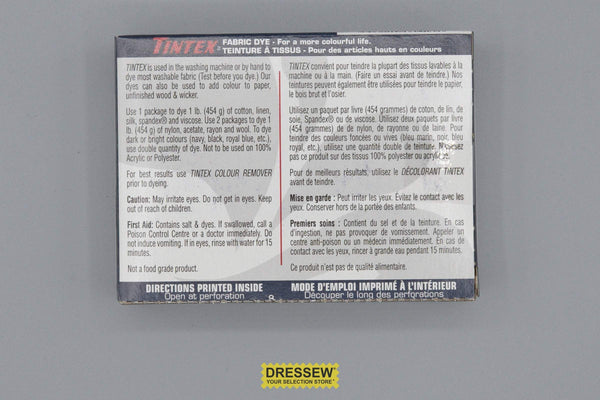 TINTEX FABRIC DYE - For a more colourful life.
TEINTURE À TISSUS - Pour des articles hauts en couleurs
TINTEX is used in the washing machine or by hand to
dye most washable fabric (Test before you dye.) Our
dyes can also be used to add colour to paper,
unfinished wood & wicker.
Use 1 package to dye 1 lb. (454 g) of cotton, linen,
silk, spandex® and viscose. Use 2 packages to dye 1
lb. (454 g) of nylon, acetate, rayon and wool. To dye
dark or bright colours (navy, black, royal blue, etc.),
use double quantity of dye. Not to be used on 100%
Acrylic or Polyester.
For best results use TINTEX COLOUR REMOVER
prior to dyeing.
Caution: May irritate eyes. Do not get in eyes. Keep
out of reach of children.
First Aid: Contains salt & dyes. If swallowed, call a
Poison Control Centre or a doctor immediately. Do
not induce vomiting. If in eyes, rinse with water for 15
minutes.
Not a food grade product.
TINTEX convient pour teindre la plupart des tissus lavables à la
machine ou à la main. (Faire un essai avant de teindre.) Nos
teintures peuvent également être utilisées pour teindre le papier,
le bois brut et l'osier.
Utilisez un paquet par livre (454 grammes) de coton, de lin, de
soie, Spandex® ou de viscose. Utilisez deux paquets par livre
(454 grammes) de nylon, de rayonne ou de laine. Pour
teindre des couleurs foncées ou vives (bleu marin, noir, bleu
royal, etc.), utilisez une quantité double de teinture. N'utilisez
pas ce produit sur des tissus 100% polyester ou acrylique.
Pour de meilleurs résultats, utilisez le DÉCOLORANT TINTEX
avant de teindre.
Mise en garde : Peut irriter les yeux. Évitez le contact avec les
yeux. Conserver hors de la portée des enfants.
Premiers soins : Contient du sel et de la teinture. En cas
d'ingestion, ne pas provoquer de vomissement. Appeler un
centre anti-poison ou un médecin immédiatement. En cas de
contact avec les yeux, rincer à grande eau pendant 15 minutes.
Ce produit n'est pas de qualité alimentaire.
DIRECTIONS PRINTED INSIDE
Open at perforation
MODE D'EMPLOI IMPRIMÉ À L'INTÉRIEUR
Découper le long des perforations
DRESSEW
YOUR SELECTION STORE